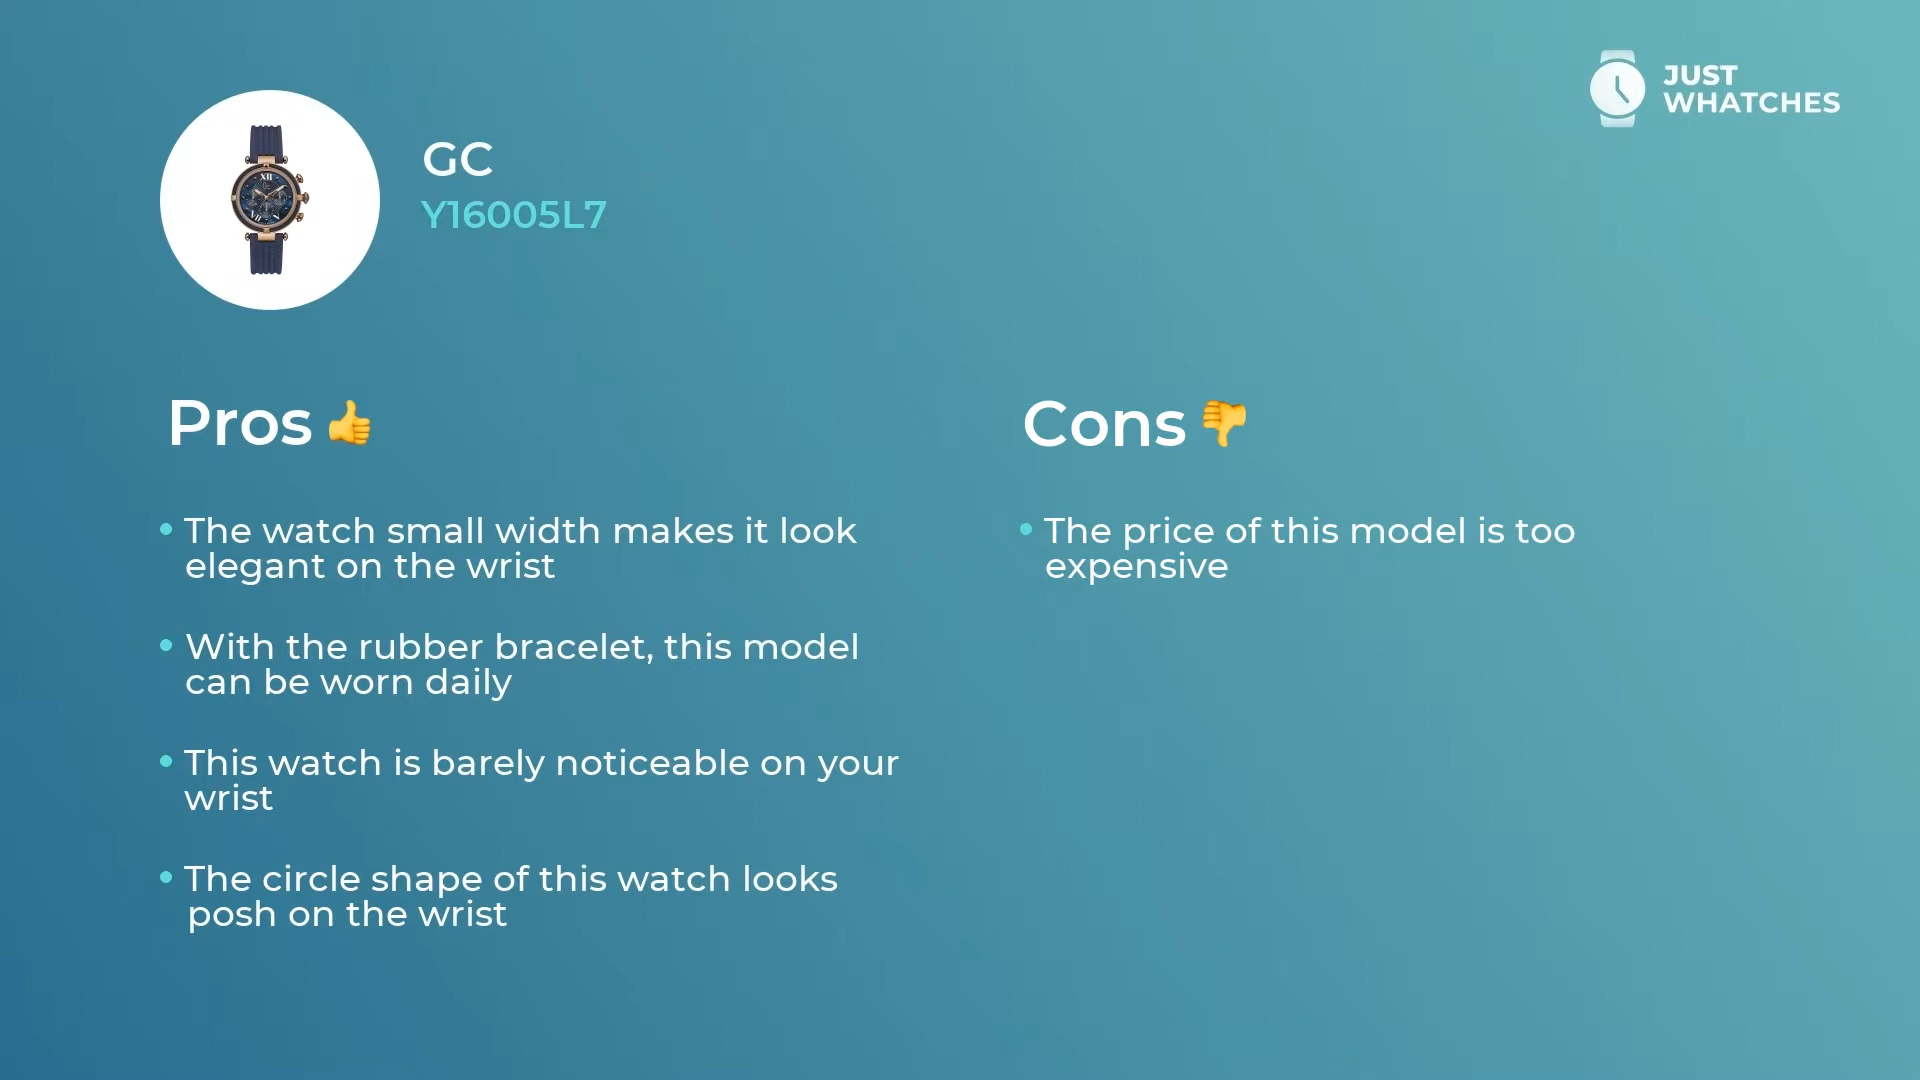 JUST
WHATCHES
GC
Y16005L7
Pros
The watch small width makes it look
elegant on the wrist
With the rubber bracelet, this model
can be worn daily
This watch is barely noticeable on your
wrist
The circle shape of this watch looks
posh on the wrist
Cons
The price of this model is too
expensive